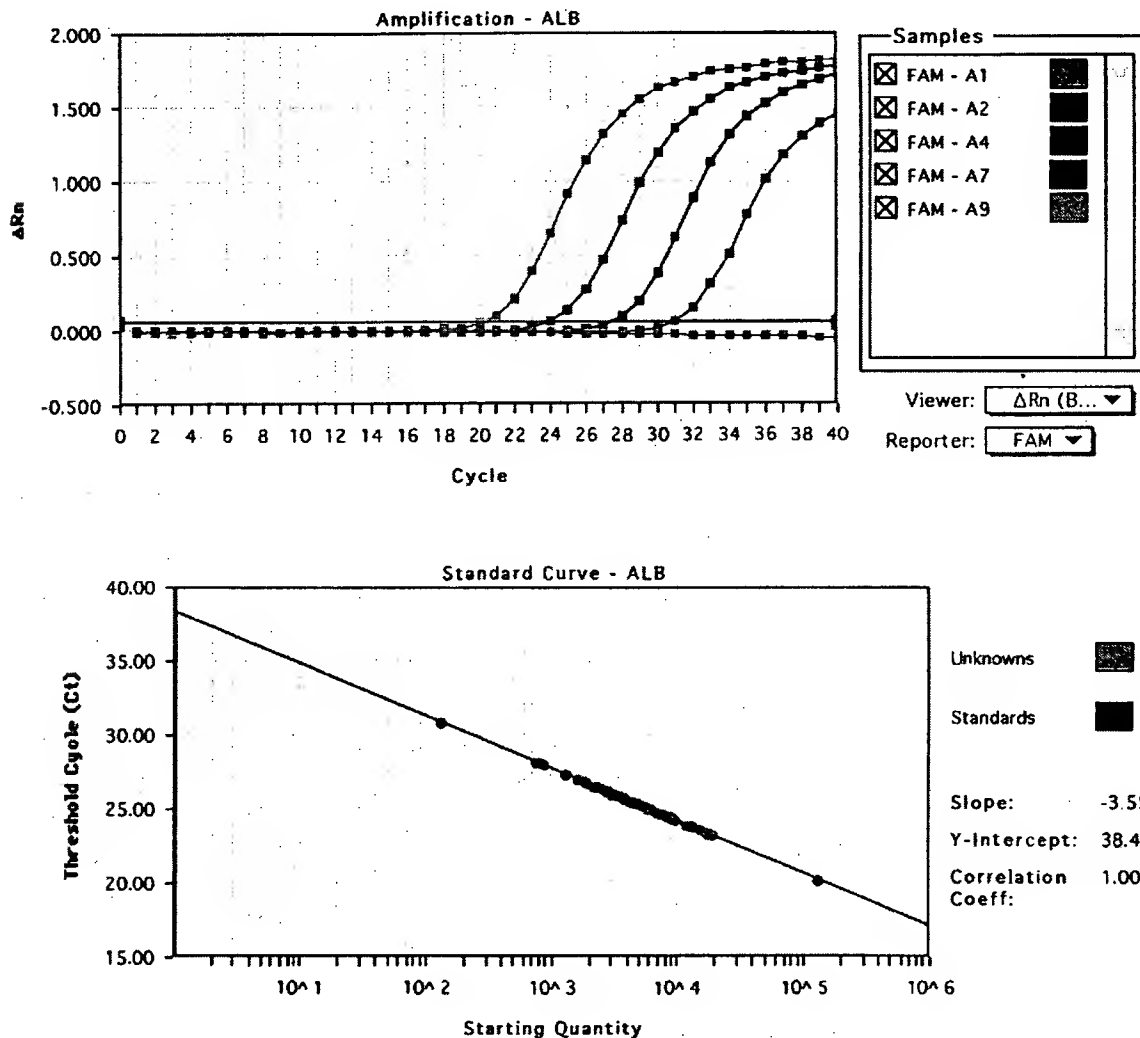 Amplification - ALB
2.000
1.500
1.000
0.500
0.000
-0.500
ΔRn
0 2 4 6 8 10 12 14 16 18 20 22 24 26 28 30 32 34 36 38 40
Cycle
Samples
FAM - A1
FAM - A2
FAM - A4
FAM - A7
FAM - A9
Viewer: ΔRn (B...
Reporter: FAM
Standard Curve - ALB
40.00
35.00
30.00
25.00
20.00
15.00
Threshold Cycle (Ct)
10^1 10^2 10^3 10^4 10^5 10^6
Starting Quantity
Unknowns
Standards
Slope: -3.5
Y-Intercept: 38.4
Correlation 1.00
Coeff: